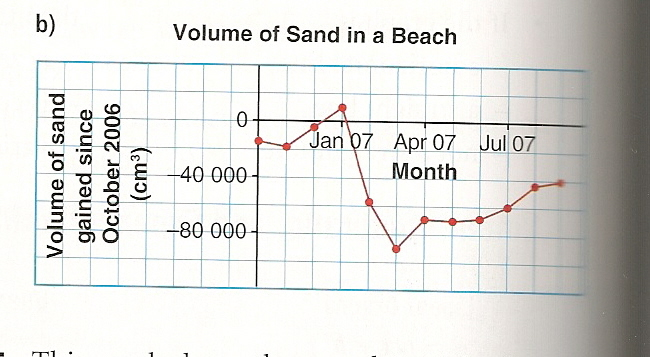 b)
Volume of Sand in a Beach
Volume of sand
gained since
October 2006
(cm³)
0
−40 000
−80 000
Jan 07 Apr 07 Jul 07
Month